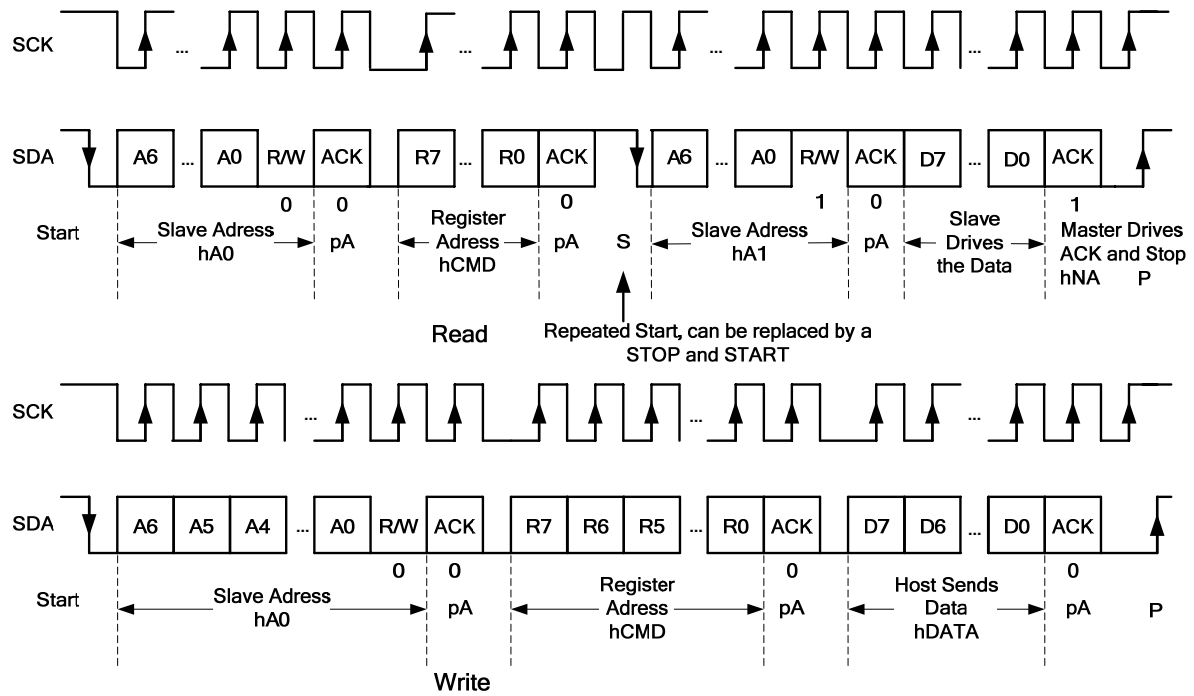 SCK ... ... ... ...
SDA A6 ... A0 R/W ACK R7 ... R0 ACK A6 ... A0 R/W ACK D7 ... D0 ACK
0 0 0 1 0 1
Start
Slave Adress
hA0
pA
Register
Adress
hCMD
pA
S
Slave Adress
hA1
pA
Slave
Drives
the Data
Master Drives
ACK and Stop
hNA P
Read
Repeated Start, can be replaced by a
STOP and START
SCK ... ... ...
SDA A6 A5 A4 ... A0 R/W ACK R7 R6 R5 ... R0 ACK D7 D6 ... D0 ACK
0 0 0 0
Start
Slave Adress
hA0
pA
Register
Adress
hCMD
pA
Host Sends
Data
hDATA
pA
P
Write